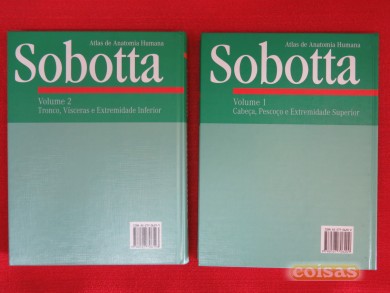 Atlas de Anatomia Humana
Sobotta
Volume 2
Tronco, Vísceras e Extremidade Inferior
Atlas de Anatomia Humana
Sobotta
Volume 1
Cabeça, Pescoço e Extremidade Superior
coisas